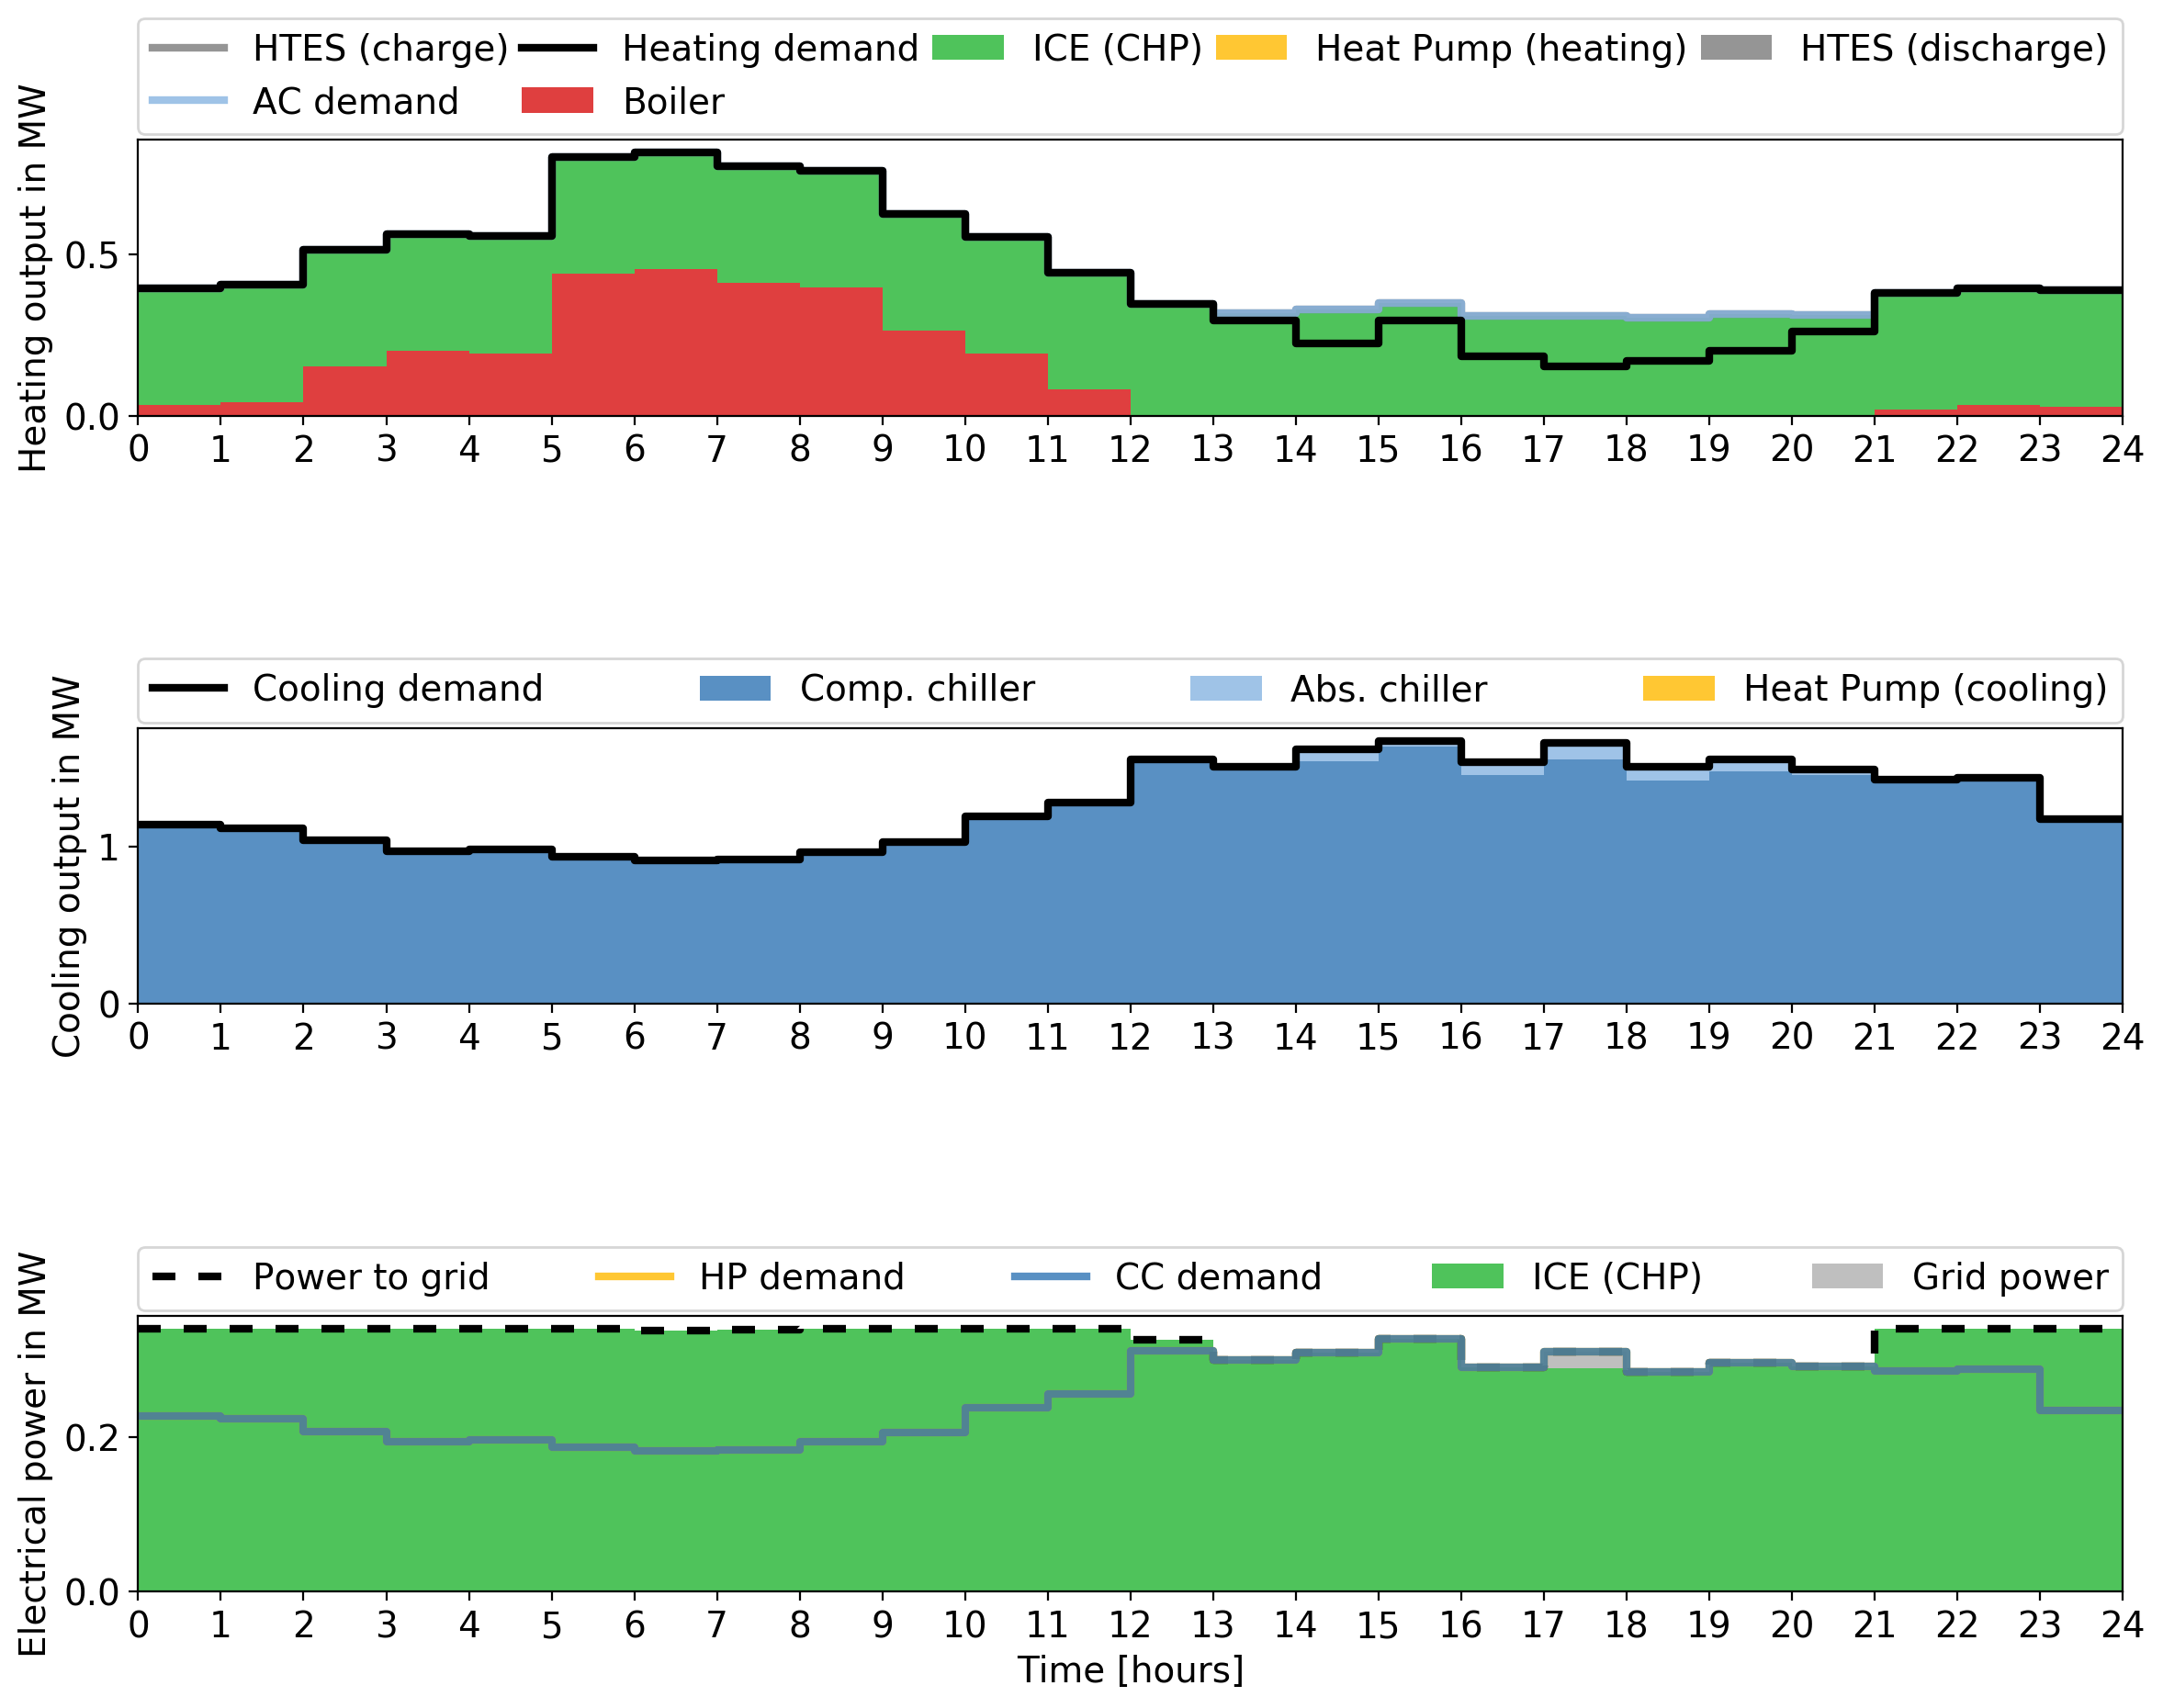 HTES (charge) Heating demand ICE (CHP) Heat Pump (heating) HTES (discharge)
AC demand Boiler
Heating output in MW
0.5
0.0
0 1 2 3 4 5 6 7 8 9 10 11 12 13 14 15 16 17 18 19 20 21 22 23 24
Cooling demand Comp. chiller Abs. chiller Heat Pump (cooling)
Cooling output in MW
1
0
0 1 2 3 4 5 6 7 8 9 10 11 12 13 14 15 16 17 18 19 20 21 22 23 24
Power to grid HP demand CC demand ICE (CHP) Grid power
Electrical power in MW
0.2
0.0
0 1 2 3 4 5 6 7 8 9 10 11 12 13 14 15 16 17 18 19 20 21 22 23 24
Time [hours]